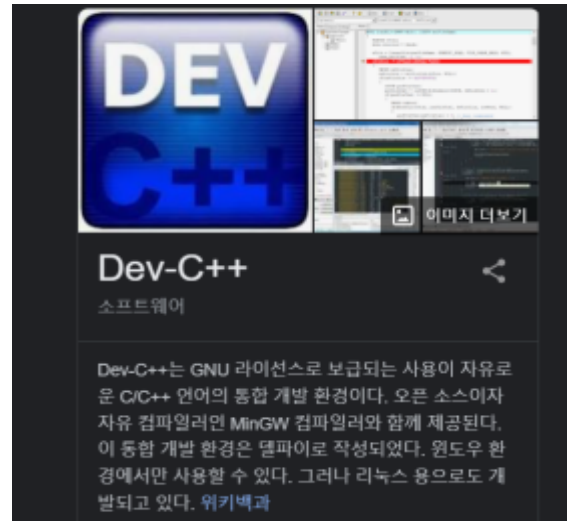 DEV
C++
이미지 더보기
Dev-C++
소프트웨어
Dev-C++는 GNU 라이선스로 보급되는 사용이 자유로
운 C/C++ 언어의 통합 개발 환경이다. 오픈 소스이자
자유 컴파일러인 MinGW 컴파일러와 함께 제공된다.
이 통합 개발 환경은 델파이로 작성되었다. 윈도우 환
경에서만 사용할 수 있다. 그러나 리눅스 용으로도 개
발되고 있다. 위키백과